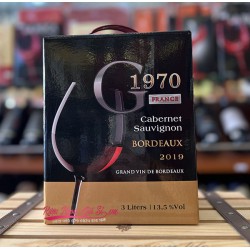 G 1970
FRANCE
Cabernet
Sauvignon
BORDEAUX
2019
GRAND VIN DE BORDEAUX
3 Liters | 13,5 %Vol